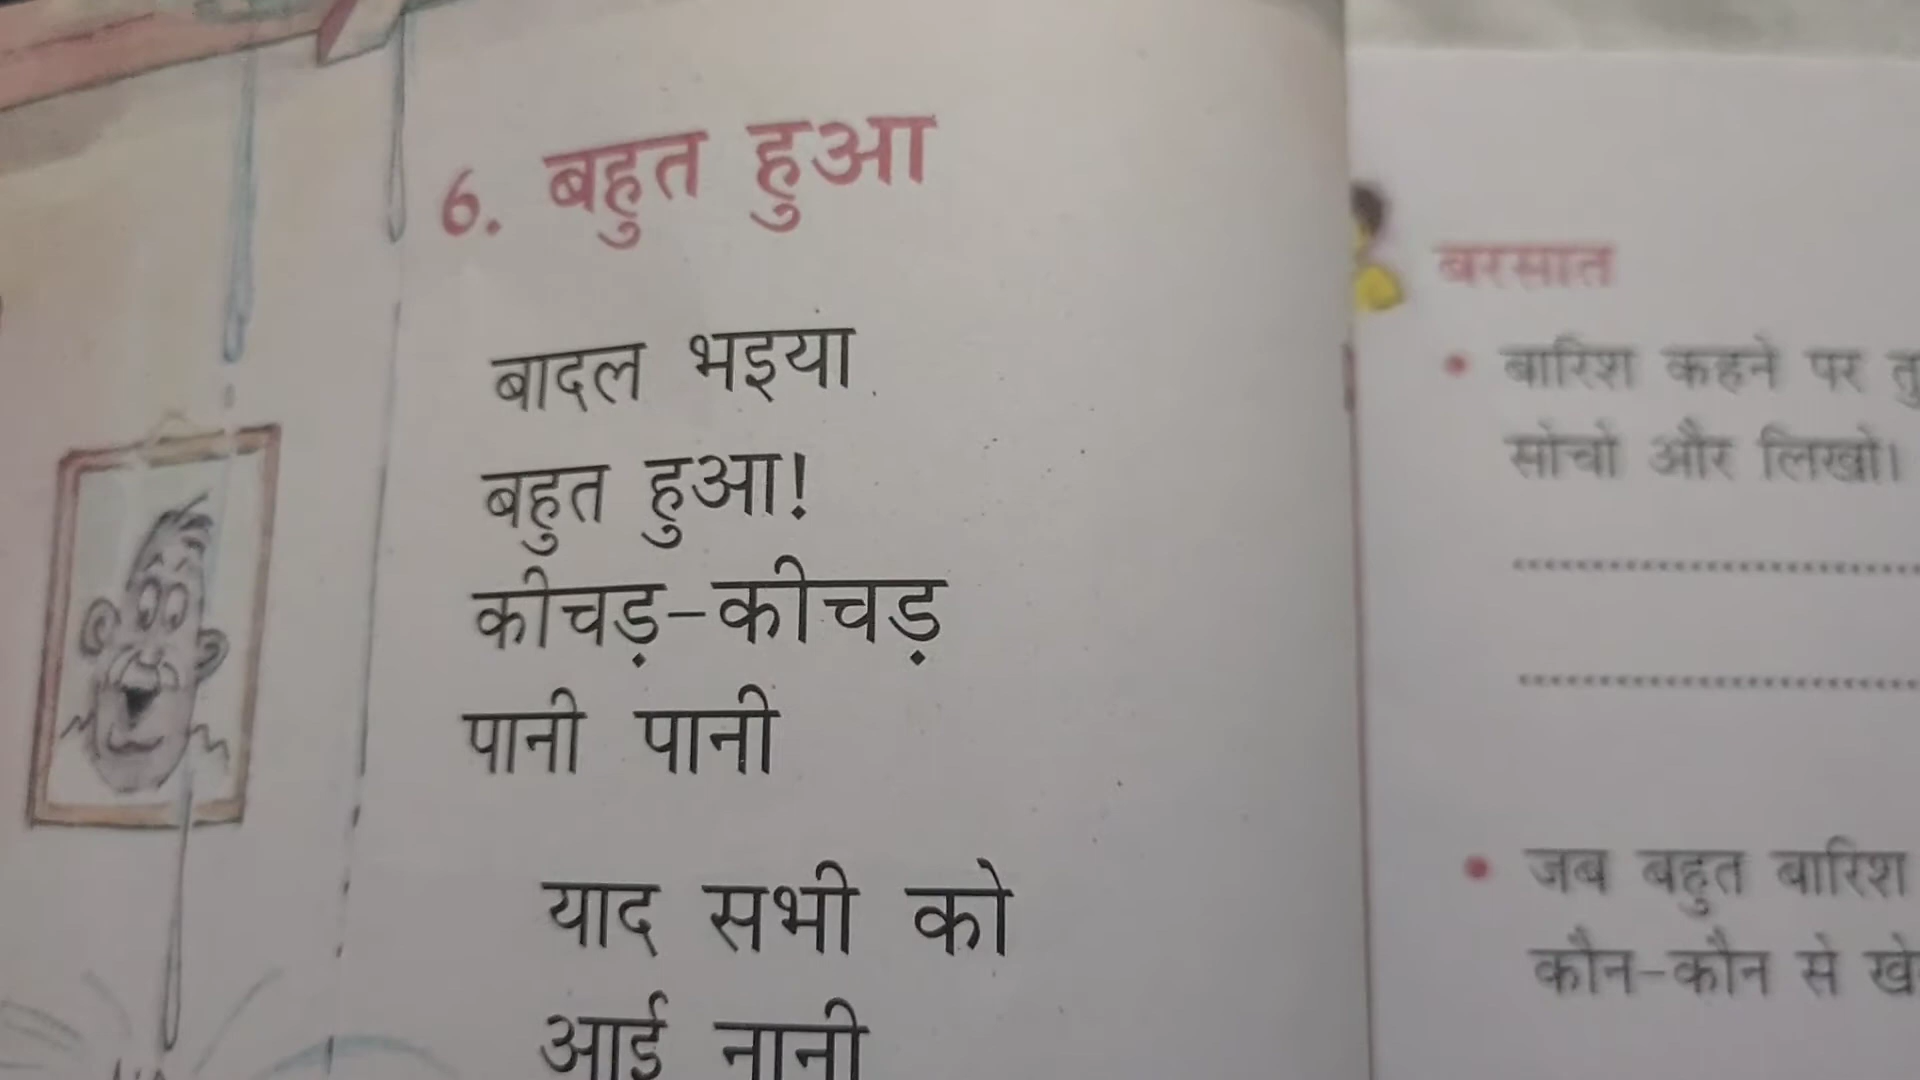 6. बहुत हुआ
बादल भइया
बहुत हुआ!
कीचड़-कीचड़
पानी पानी
याद सभी को
आई नानी
बरसात
• बारिश कहने पर
सोचो और लिखो।
• जब बहुत बारिश
कौन-कौन से